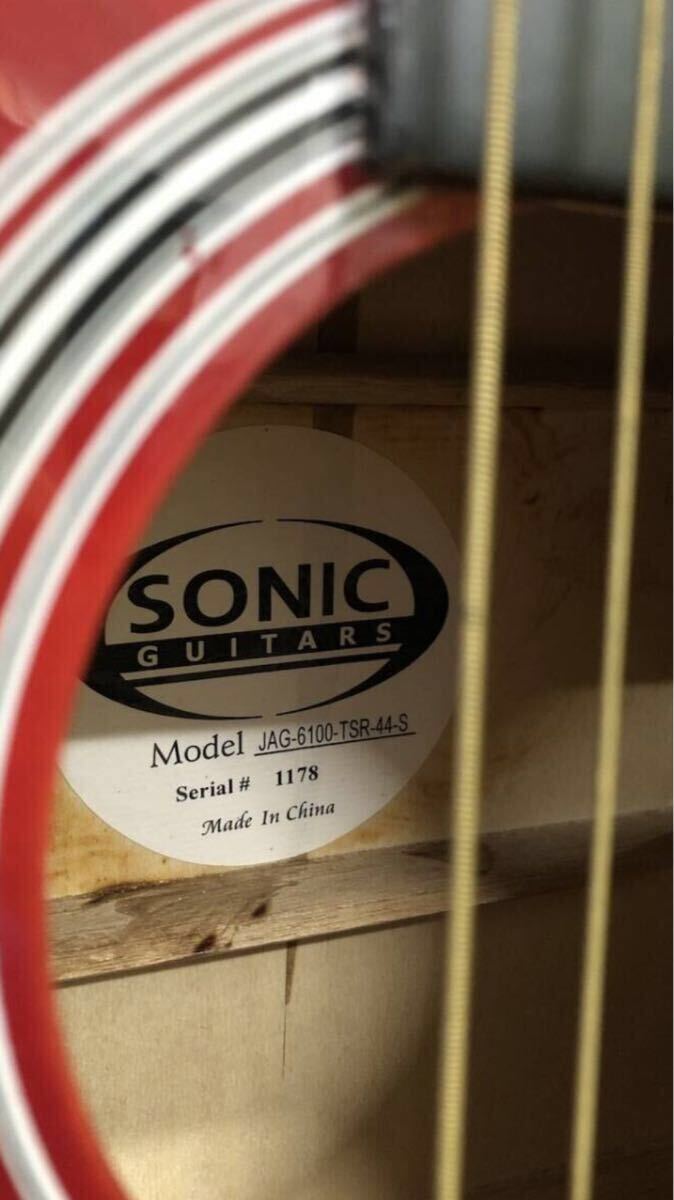 SONIC
GUITARS
Model JAG-6100-TSR-44-S
Serial # 1178
Made In China